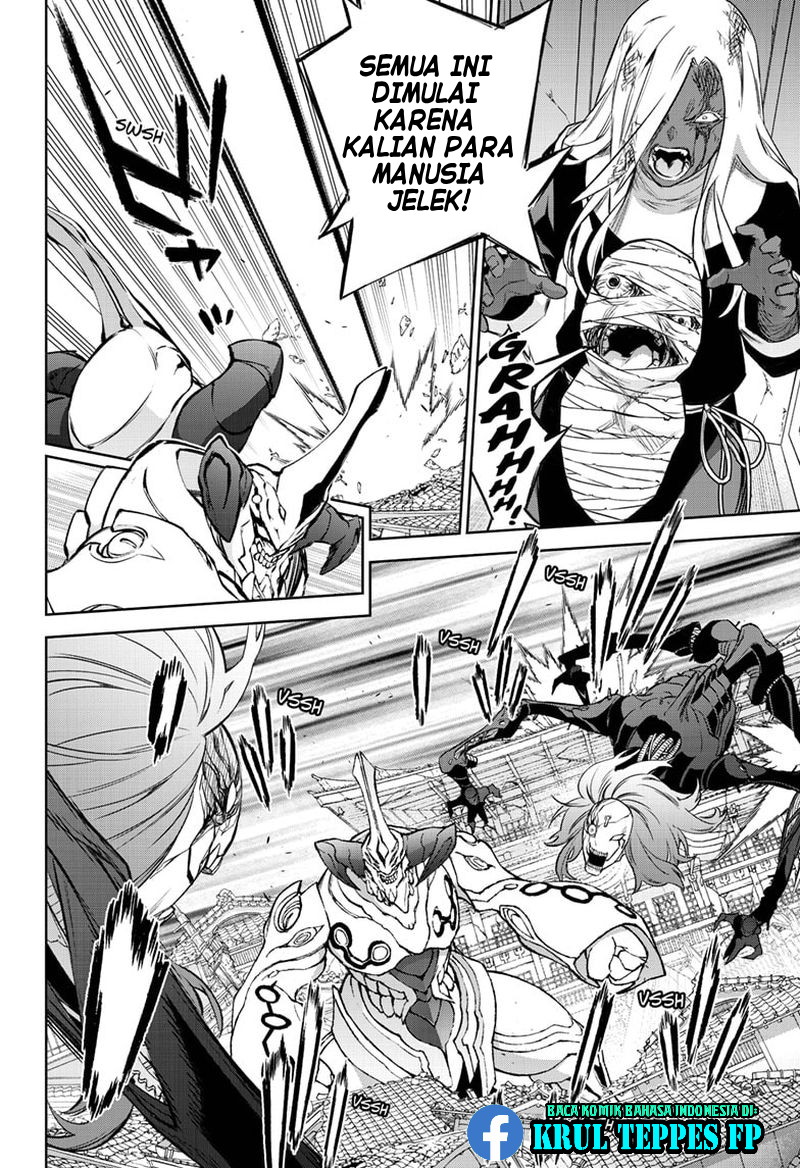 SEMUA INI
DIMULAI
KARENA
KALIAN PARA
MANUSIA
JELEK!
SWSH
GRAHHHH!
VSSH
VSSH
VSSH
VSSH
VSSH
BACA KOMIK BAHASA INDONESIA DI:
KRUL TEPPES FP